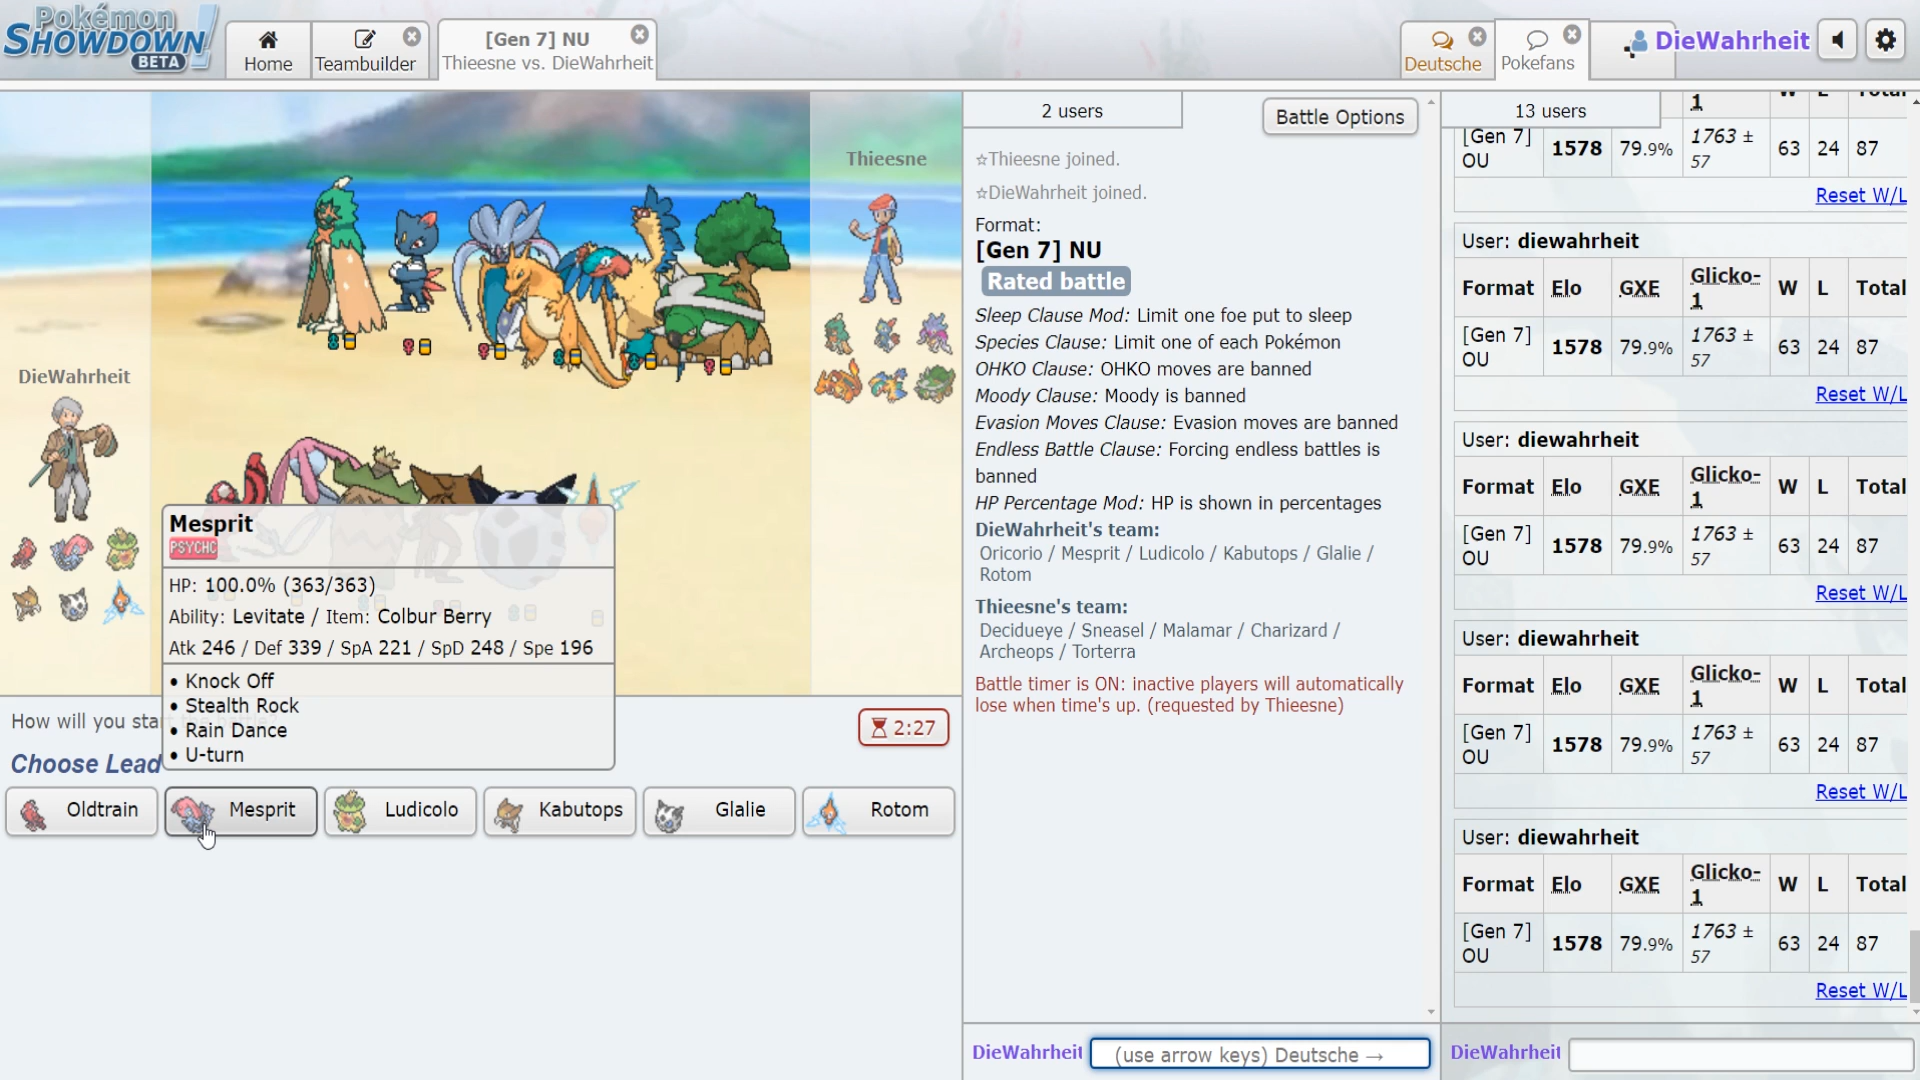 Pokémon
SHOWDOWN!
BETA
Home
Teambuilder
[Gen 7] NU
Thieesne vs. DieWahrheit
Deutsche
Pokefans
DieWahrheit
Thieesne
DieWahrheit
Mesprit
PSYCHC
HP: 100.0% (363/363)
Ability: Levitate / Item: Colbur Berry
Atk 246 / Def 339 / SpA 221 / SpD 248 / Spe 196
• Knock Off
• Stealth Rock
• Rain Dance
• U-turn
How will you sta
2:27
Choose Lead
Oldtrain
Mesprit
Ludicolo
Kabutops
Glalie
Rotom
2 users
Battle Options
☆Thieesne joined.
☆DieWahrheit joined.
Format:
[Gen 7] NU
Rated battle
Sleep Clause Mod: Limit one foe put to sleep
Species Clause: Limit one of each Pokémon
OHKO Clause: OHKO moves are banned
Moody Clause: Moody is banned
Evasion Moves Clause: Evasion moves are banned
Endless Battle Clause: Forcing endless battles is
banned
HP Percentage Mod: HP is shown in percentages
DieWahrheit's team:
Oricorio / Mesprit / Ludicolo / Kabutops / Glalie /
Rotom
Thieesne's team:
Decidueye / Sneasel / Malamar / Charizard /
Archeops / Torterra
Battle timer is ON: inactive players will automatically
lose when time's up. (requested by Thieesne)
DieWahrheit
(use arrow keys) Deutsche →
13 users
1 W L Total
[Gen 7] OU 1578 79.9% 1763 ± 57 63 24 87
Reset W/L
User: diewahrheit
Format Elo GXE Glicko-1 W L Total
[Gen 7] OU 1578 79.9% 1763 ± 57 63 24 87
Reset W/L
User: diewahrheit
Format Elo GXE Glicko-1 W L Total
[Gen 7] OU 1578 79.9% 1763 ± 57 63 24 87
Reset W/L
User: diewahrheit
Format Elo GXE Glicko-1 W L Total
[Gen 7] OU 1578 79.9% 1763 ± 57 63 24 87
Reset W/L
User: diewahrheit
Format Elo GXE Glicko-1 W L Total
[Gen 7] OU 1578 79.9% 1763 ± 57 63 24 87
Reset W/L
DieWahrheit